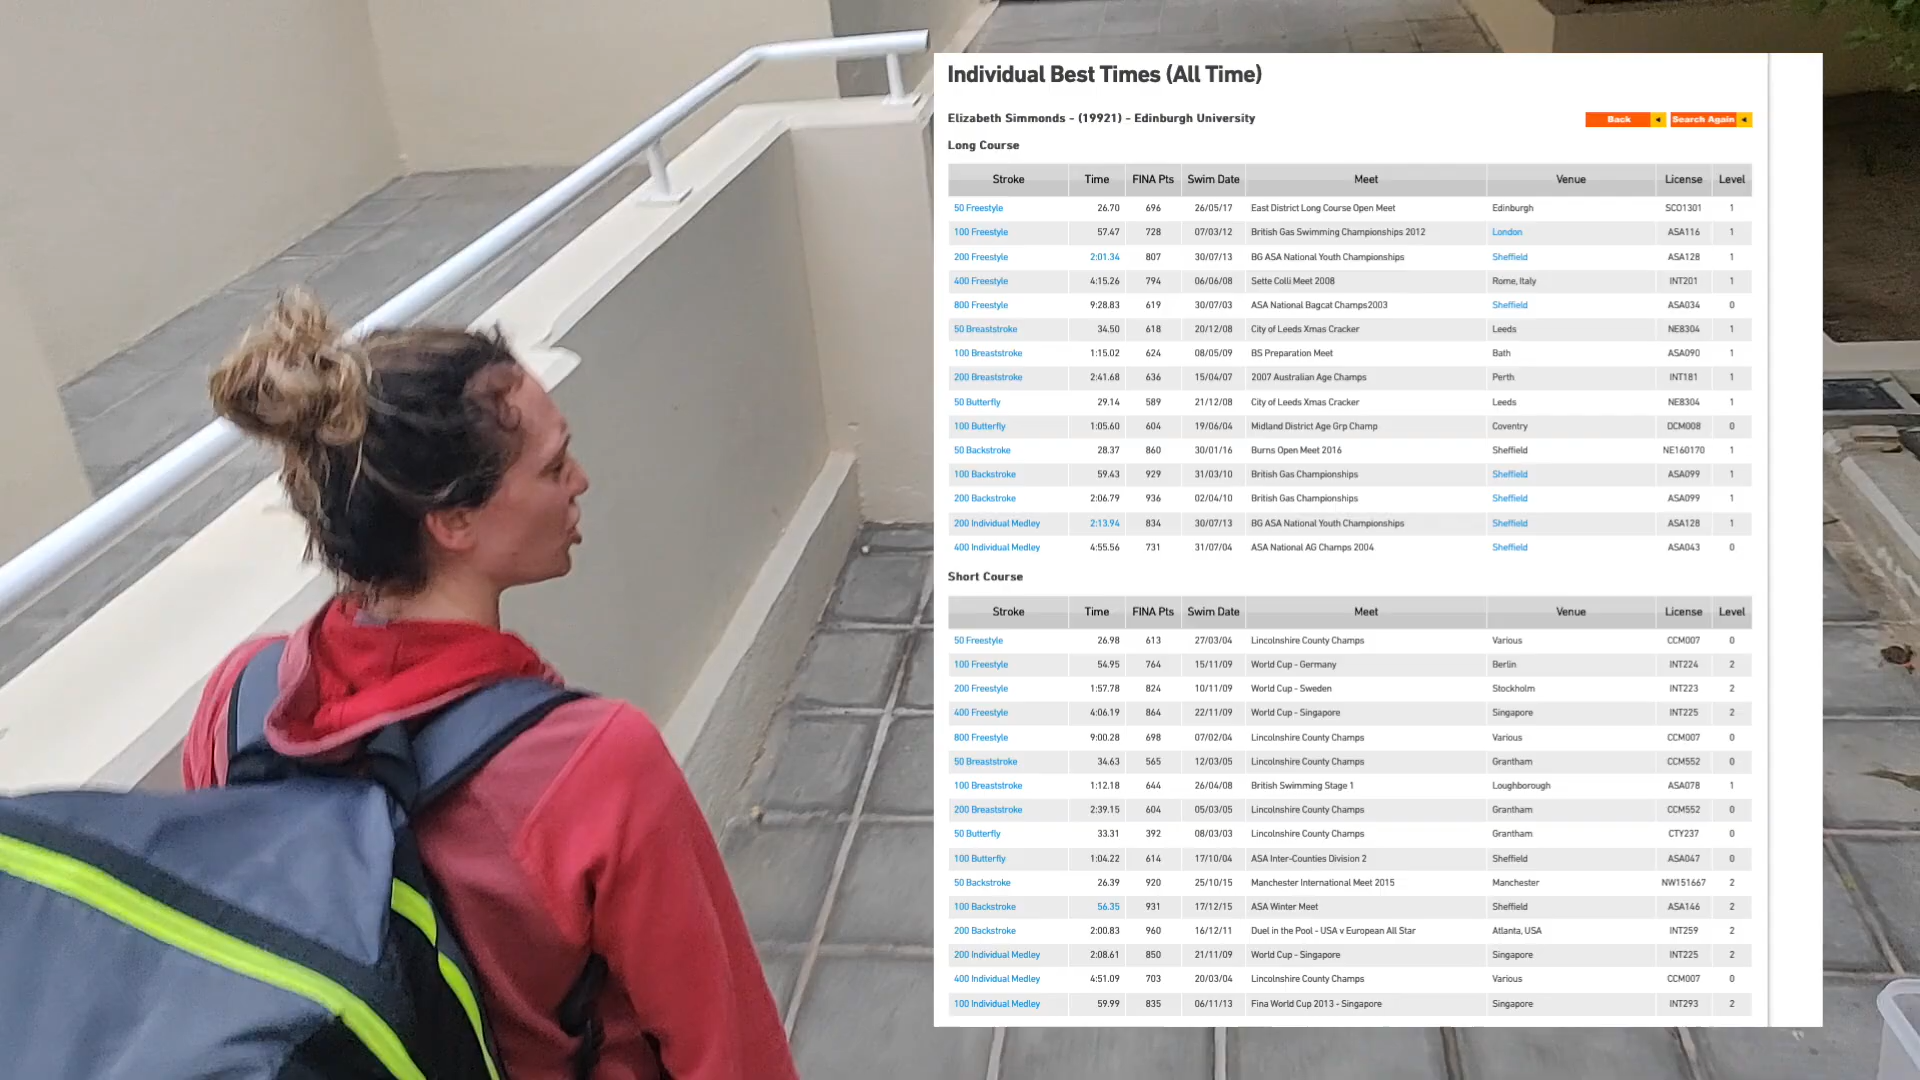 Individual Best Times (All Time)
Elizabeth Simmonds - (19921) - Edinburgh University
Back Search Again
Long Course
Stroke Time FINA Pts Swim Date Meet Venue License Level
50 Freestyle 26.70 696 26/05/17 East District Long Course Open Meet Edinburgh SCO1301 1
100 Freestyle 57.47 728 07/03/12 British Gas Swimming Championships 2012 London ASA116 1
200 Freestyle 2:01.34 807 30/07/13 BG ASA National Youth Championships Sheffield ASA128 1
400 Freestyle 4:15.26 794 06/06/08 Sette Colli Meet 2008 Rome, Italy INT201 1
800 Freestyle 9:28.83 619 30/07/03 ASA National Bagcat Champs2003 Sheffield ASA034 0
50 Breaststroke 34.50 618 20/12/08 City of Leeds Xmas Cracker Leeds NE8304 1
100 Breaststroke 1:15.02 624 08/05/09 BS Preparation Meet Bath ASA090 1
200 Breaststroke 2:41.68 636 15/04/07 2007 Australian Age Champs Perth INT181 1
50 Butterfly 29.14 589 21/12/08 City of Leeds Xmas Cracker Leeds NE8304 1
100 Butterfly 1:05.60 604 19/06/04 Midland District Age Grp Champ Coventry DCM008 0
50 Backstroke 28.37 860 30/01/16 Burns Open Meet 2016 Sheffield NE160170 1
100 Backstroke 59.43 929 31/03/10 British Gas Championships Sheffield ASA099 1
200 Backstroke 2:06.79 936 02/04/10 British Gas Championships Sheffield ASA099 1
200 Individual Medley 2:13.94 834 30/07/13 BG ASA National Youth Championships Sheffield ASA128 1
400 Individual Medley 4:55.56 731 31/07/04 ASA National AG Champs 2004 Sheffield ASA043 0
Short Course
Stroke Time FINA Pts Swim Date Meet Venue License Level
50 Freestyle 26.98 613 27/03/04 Lincolnshire County Champs Various CCM007 0
100 Freestyle 54.95 764 15/11/09 World Cup - Germany Berlin INT224 2
200 Freestyle 1:57.78 824 10/11/09 World Cup - Sweden Stockholm INT223 2
400 Freestyle 4:06.19 864 22/11/09 World Cup - Singapore Singapore INT225 2
800 Freestyle 9:00.28 698 07/02/04 Lincolnshire County Champs Various CCM007 0
50 Breaststroke 34.63 565 12/03/05 Lincolnshire County Champs Grantham CCM552 0
100 Breaststroke 1:12.18 644 26/04/08 British Swimming Stage 1 Loughborough ASA078 1
200 Breaststroke 2:39.15 604 05/03/05 Lincolnshire County Champs Grantham CCM552 0
50 Butterfly 33.31 392 08/03/03 Lincolnshire County Champs Grantham CTY237 0
100 Butterfly 1:04.22 614 17/10/04 ASA Inter-Counties Division 2 Sheffield ASA047 0
50 Backstroke 26.39 920 25/10/15 Manchester International Meet 2015 Manchester NW151667 2
100 Backstroke 56.35 931 17/12/15 ASA Winter Meet Sheffield ASA146 2
200 Backstroke 2:00.83 960 16/12/11 Duel in the Pool - USA v European All Star Atlanta, USA INT259 2
200 Individual Medley 2:08.61 850 21/11/09 World Cup - Singapore Singapore INT225 2
400 Individual Medley 4:51.09 703 20/03/04 Lincolnshire County Champs Various CCM007 0
100 Individual Medley 59.99 835 06/11/13 Fina World Cup 2013 - Singapore Singapore INT293 2